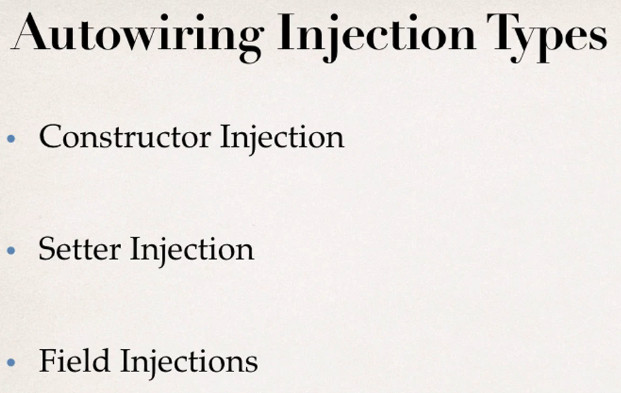 Autowiring Injection Types
• Constructor Injection
• Setter Injection
• Field Injections